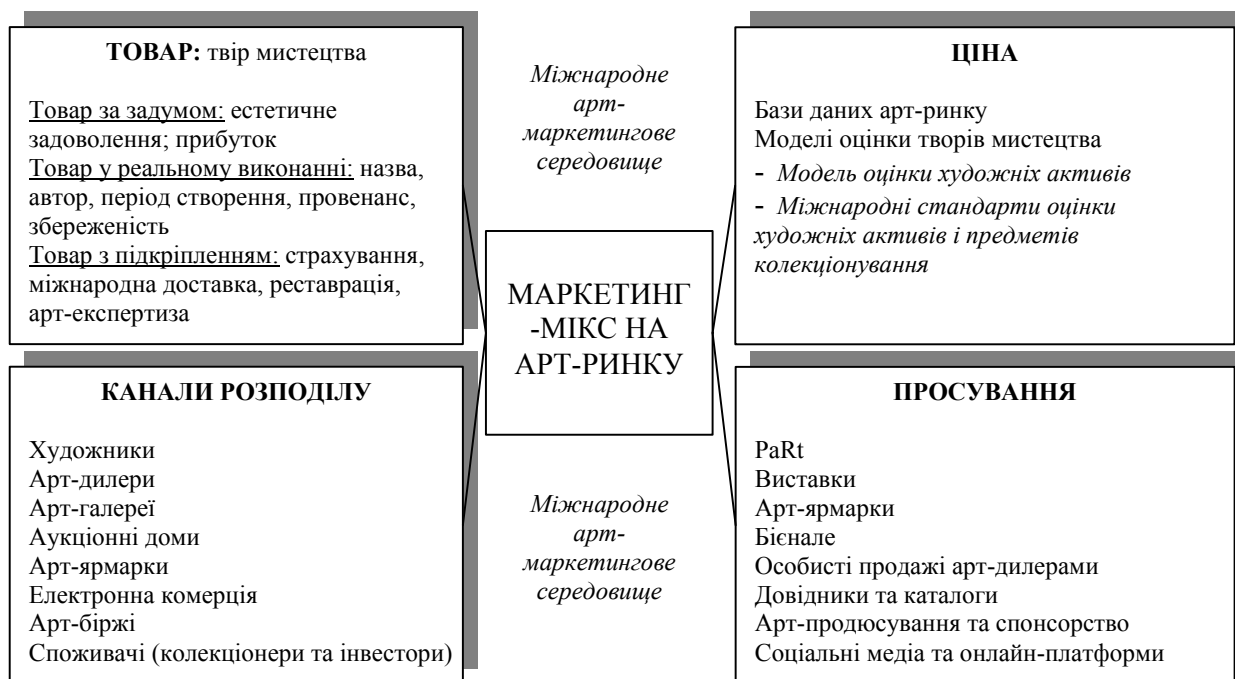 ТОВАР: твір мистецтва
Товар за задумом: естетичне
задоволення; прибуток
Товар у реальному виконанні: назва,
автор, період створення, провенанс,
збереженість
Товар з підкріпленням: страхування,
міжнародна доставка, реставрація,
арт-експертиза
Міжнародне
арт-
маркетингове
середовище
ЦІНА
Бази даних арт-ринку
Моделі оцінки творів мистецтва
- Модель оцінки художніх активів
- Міжнародні стандарти оцінки
художніх активів і предметів
колекціонування
МАРКЕТИНГ
-МІКС НА
АРТ-РИНКУ
КАНАЛИ РОЗПОДІЛУ
Художники
Арт-дилери
Арт-галереї
Аукціонні доми
Арт-ярмарки
Електронна комерція
Арт-біржі
Споживачі (колекціонери та інвестори)
Міжнародне
арт-
маркетингове
середовище
ПРОСУВАННЯ
PaRt
Виставки
Арт-ярмарки
Бієнале
Особисті продажі арт-дилерами
Довідники та каталоги
Арт-продюсування та спонсорство
Соціальні медіа та онлайн-платформи